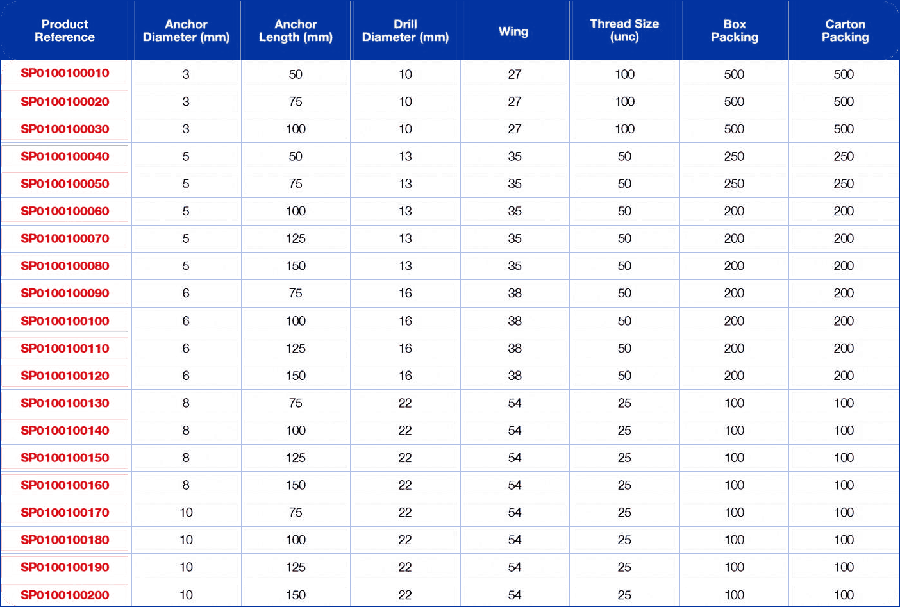 Product Reference | Anchor Diameter (mm) | Anchor Length (mm) | Drill Diameter (mm) | Wing | Thread Size (unc) | Box Packing | Carton Packing
SP0100100010 3 50 10 27 100 500 500
SP0100100020 3 75 10 27 100 500 500
SP0100100030 3 100 10 27 100 500 500
SP0100100040 5 50 13 35 50 250 250
SP0100100050 5 75 13 35 50 250 250
SP0100100060 5 100 13 35 50 200 200
SP0100100070 5 125 13 35 50 200 200
SP0100100080 5 150 13 35 50 200 200
SP0100100090 6 75 16 38 50 200 200
SP0100100100 6 100 16 38 50 200 200
SP0100100110 6 125 16 38 50 200 200
SP0100100120 6 150 16 38 50 200 200
SP0100100130 8 75 22 54 25 100 100
SP0100100140 8 100 22 54 25 100 100
SP0100100150 8 125 22 54 25 100 100
SP0100100160 8 150 22 54 25 100 100
SP0100100170 10 75 22 54 25 100 100
SP0100100180 10 100 22 54 25 100 100
SP0100100190 10 125 22 54 25 100 100
SP0100100200 10 150 22 54 25 100 100